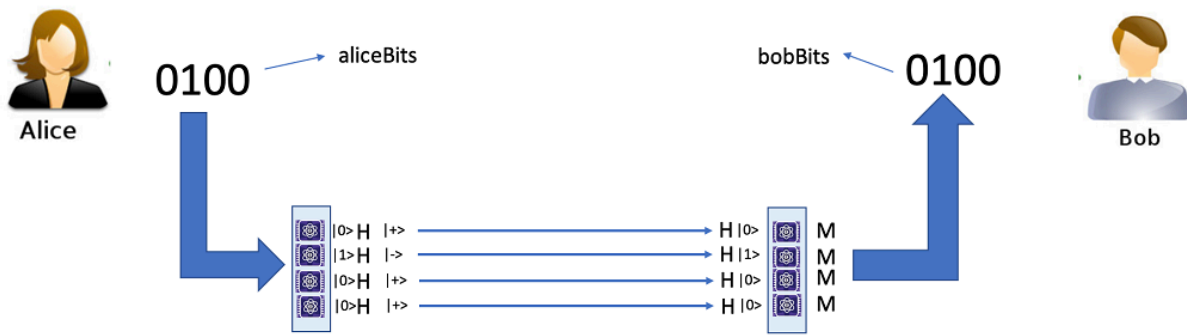 aliceBits
bobBits
0100
0100
Alice
Bob
|0>H |+> H |0> M
|1>H |-> H |1> M
|0>H |+> H |0> M
|0>H |+> H |0> M